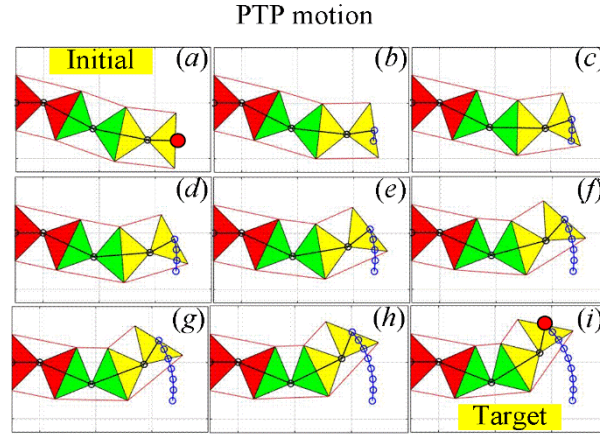 PTP motion
Initial
(a)
(b)
(c)
(d)
(e)
(f)
(g)
(h)
(i)
Target